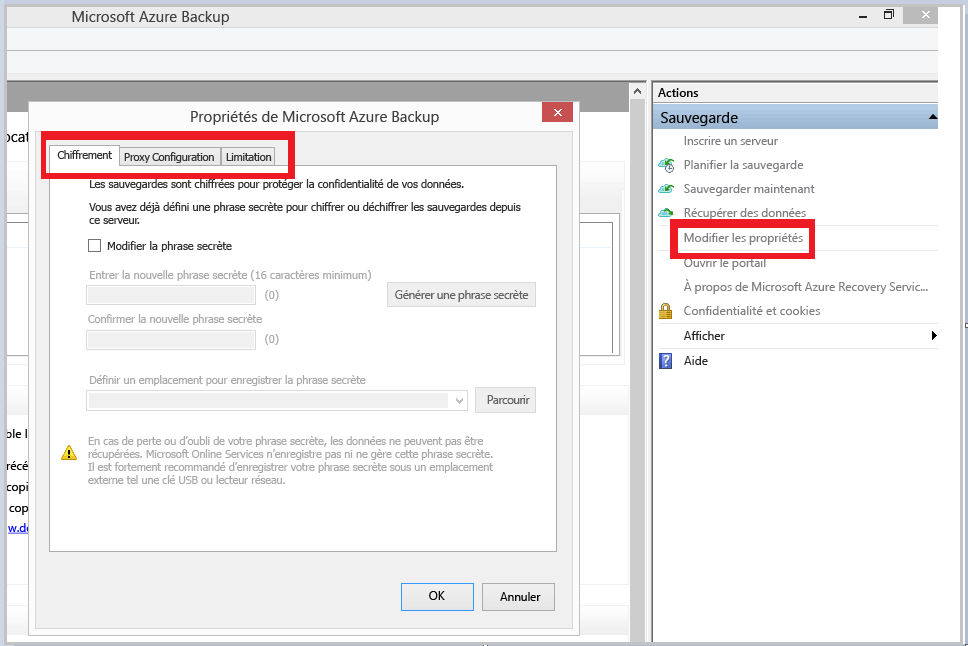 Microsoft Azure Backup
Propriétés de Microsoft Azure Backup
Chiffrement
Proxy Configuration
Limitation
Les sauvegardes sont chiffrées pour protéger la confidentialité de vos données.
Vous avez déjà défini une phrase secrète pour chiffrer ou déchiffrer les sauvegardes depuis
ce serveur.
Modifier la phrase secrète
Entrer la nouvelle phrase secrète (16 caractères minimum)
(0)
Générer une phrase secrète
Confirmer la nouvelle phrase secrète
(0)
Définir un emplacement pour enregistrer la phrase secrète
Parcourir
En cas de perte ou d'oubli de votre phrase secrète, les données ne peuvent pas être
récupérées. Microsoft Online Services n'enregistre pas ni ne gère cette phrase secrète.
Il est fortement recommandé d'enregistrer votre phrase secrète sous un emplacement
externe tel une clé USB ou lecteur réseau.
OK
Annuler
ocat
ble l
récé
copi
cop
w.do
Actions
Sauvegarde
Inscrire un serveur
Planifier la sauvegarde
Sauvegarder maintenant
Récupérer des données
Modifier les propriétés
Ouvrir le portail
À propos de Microsoft Azure Recovery Servic...
Confidentialité et cookies
Afficher
Aide